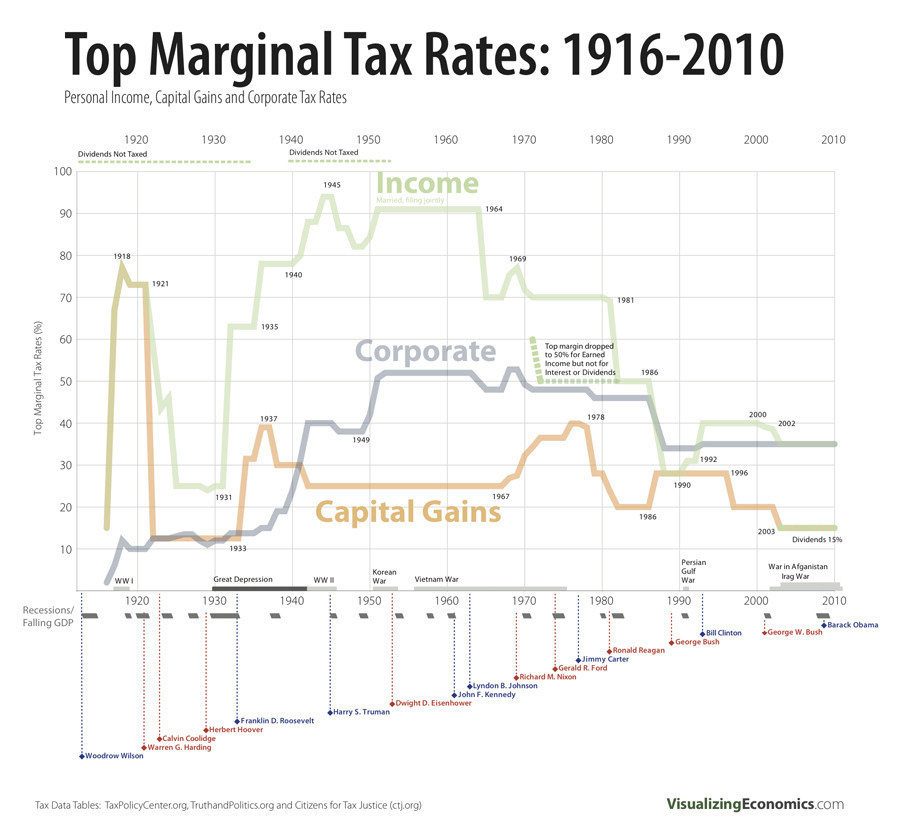 Top Marginal Tax Rates: 1916-2010
Personal Income, Capital Gains and Corporate Tax Rates
1920 1930 1940 1950 1960 1970 1980 1990 2000 2010
Dividends Not Taxed
Dividends Not Taxed
Top Marginal Tax Rates (%)
100
90
80
70
60
50
40
30
20
10
Income
Married, filing jointly
1945
1964
1918
1921
1940
1969
1935
1981
Corporate
Top margin dropped
to 50% for Earned
Income but not for
Interest or Dividends
1986
1937
1949
1978
2000
2002
1931
1967
1992
1990
1996
Capital Gains
1933
1986
2003
Dividends 15%
WW I
Great Depression
WW II
Korean
War
Vietnam War
Persian
Gulf
War
War in Afganistan
Iraq War
1920 1930 1940 1950 1960 1970 1980 1990 2000 2010
Recessions/
Falling GDP
Barack Obama
George W. Bush
Bill Clinton
George Bush
Ronald Reagan
Jimmy Carter
Gerald R. Ford
Richard M. Nixon
Lyndon B. Johnson
John F. Kennedy
Dwight D. Eisenhower
Harry S. Truman
Franklin D. Roosevelt
Herbert Hoover
Calvin Coolidge
Warren G. Harding
Woodrow Wilson
Tax Data Tables: TaxPolicyCenter.org, TruthandPolitics.org and Citizens for Tax Justice (ctj.org)
VisualizingEconomics.com